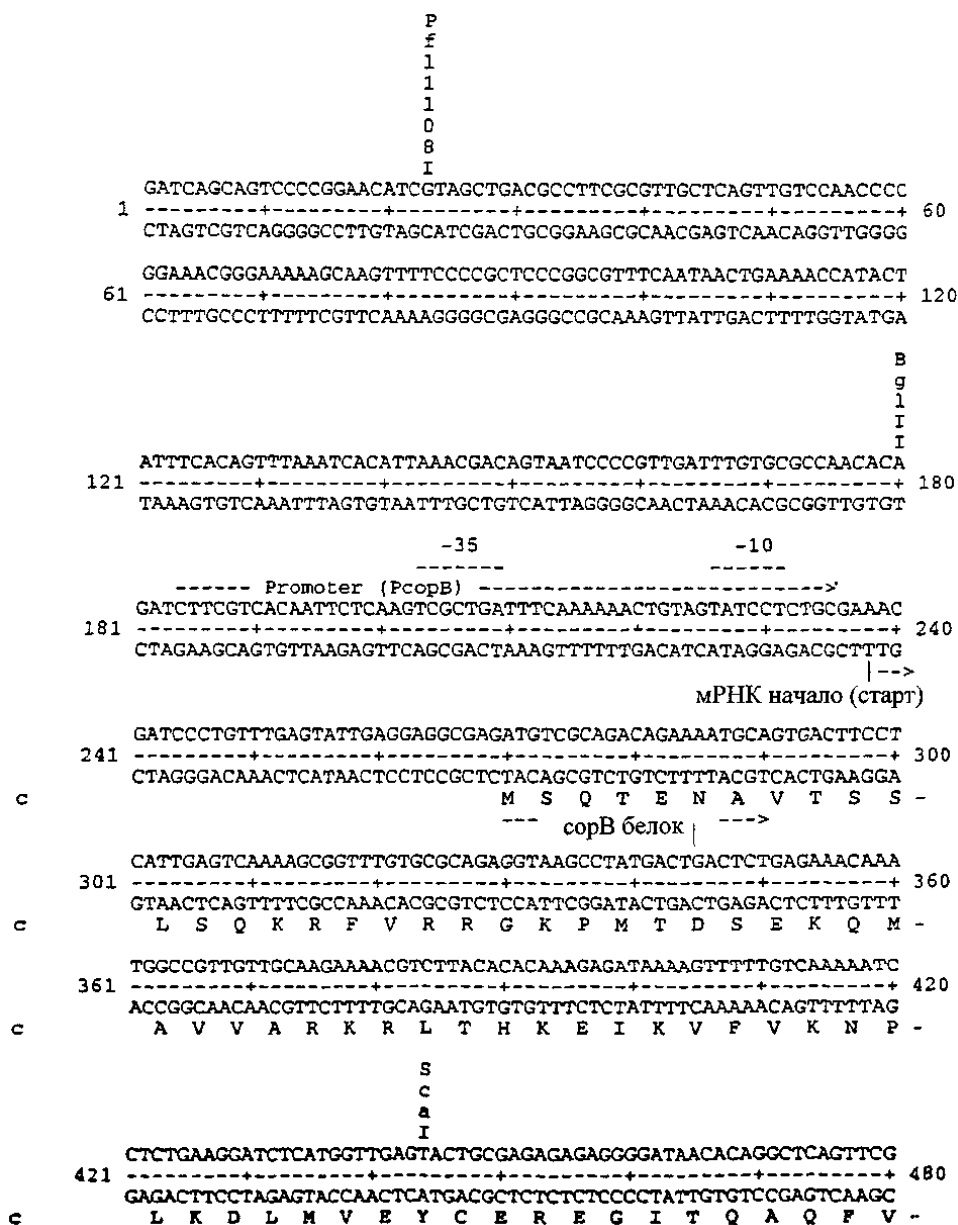 P
f
l
1
1
0
8
I
GATCAGCAGTCCCCGGAACATCGTAGCTGACGCCTTCGCGTTGCTCAGTTGTCCAACCCC
1 ---------+---------+---------+---------+---------+---------+ 60
CTAGTCGTCAGGGGCCTTGTAGCATCGACTGCGGAAGCGCAACGAGTCAACAGGTTGGGG
GGAAACGGGAAAAAGCAAGTTTTCCCCGCTCCCGGCGTTTCAATAACTGAAAACCATACT
61 ---------+---------+---------+---------+---------+---------+ 120
CCTTTGCCCTTTTTCGTTCAAAAGGGGCGAGGGCCGCAAAGTTATTGACTTTTGGTATGA
B
g
l
I
I
ATTTCACAGTTTAAATCACATTAAACGACAGTAATCCCCGTTGATTTGTGCGCCAACACA
121 ---------+---------+---------+---------+---------+---------+ 180
TAAAGTGTCAAATTTAGTGTAATTTGCTGTCATTAGGGGCAACTAAACACGCGGTTGTGT
-35 -10
------- ------
------ Promoter (PcopB) ---------------------------->
GATCTTCGTCACAATTCTCAAGTCGCTGATTTCAAAAAACTGTAGTATCCTCTGCGAAAC
181 ---------+---------+---------+---------+---------+---------+ 240
CTAGAAGCAGTGTTAAGAGTTCAGCGACTAAAGTTTTTTGACATCATAGGAGACGCTTTG
|-->
мРНК начало (старт)
GATCCCTGTTTGAGTATTGAGGAGGCGAGATGTCGCAGACAGAAAATGCAGTGACTTCCT
241 ---------+---------+---------+---------+---------+---------+ 300
CTAGGGACAAACTCATAACTCCTCCGCTCTACAGCGTCTGTCTTTTACGTCACTGAAGGA
c M S Q T E N A V T S S -
--- copB белок --->
CATTGAGTCAAAAGCGGTTTGTGCGCAGAGGTAAGCCTATGACTGACTCTGAGAAACAAA
301 ---------+---------+---------+---------+---------+---------+ 360
GTAACTCAGTTTTCGCCAAACACGCGTCTCCATTCGGATACTGACTGAGACTCTTTGTTT
c L S Q K R F V R R G K P M T D S E K Q M -
TGGCCGTTGTTGCAAGAAAACGTCTTACACACAAAGAGATAAAAGTTTTTGTCAAAAATC
361 ---------+---------+---------+---------+---------+---------+ 420
ACCGGCAACAACGTTCTTTTGCAGAATGTGTGTTTCTCTATTTTCAAAAACAGTTTTTAG
c A V V A R K R L T H K E I K V F V K N P -
S
c
a
I
CTCTGAAGGATCTCATGGTTGAGTACTGCGAGAGAGAGGGGATAACACAGGCTCAGTTCG
421 ---------+---------+---------+---------+---------+---------+ 480
GAGACTTCCTAGAGTACCAACTCATGACGCTCTCTCTCCCCTATTGTGTCCGAGTCAAGC
c L K D L M V E Y C E R E G I T Q A Q F V -